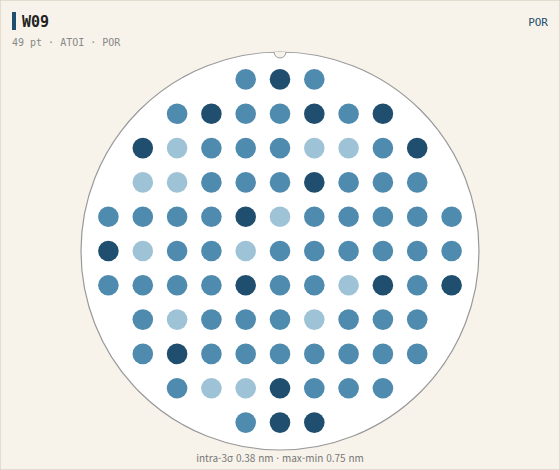 W09
POR
49 pt · ATOI · POR
intra-3σ 0.38 nm · max-min 0.75 nm